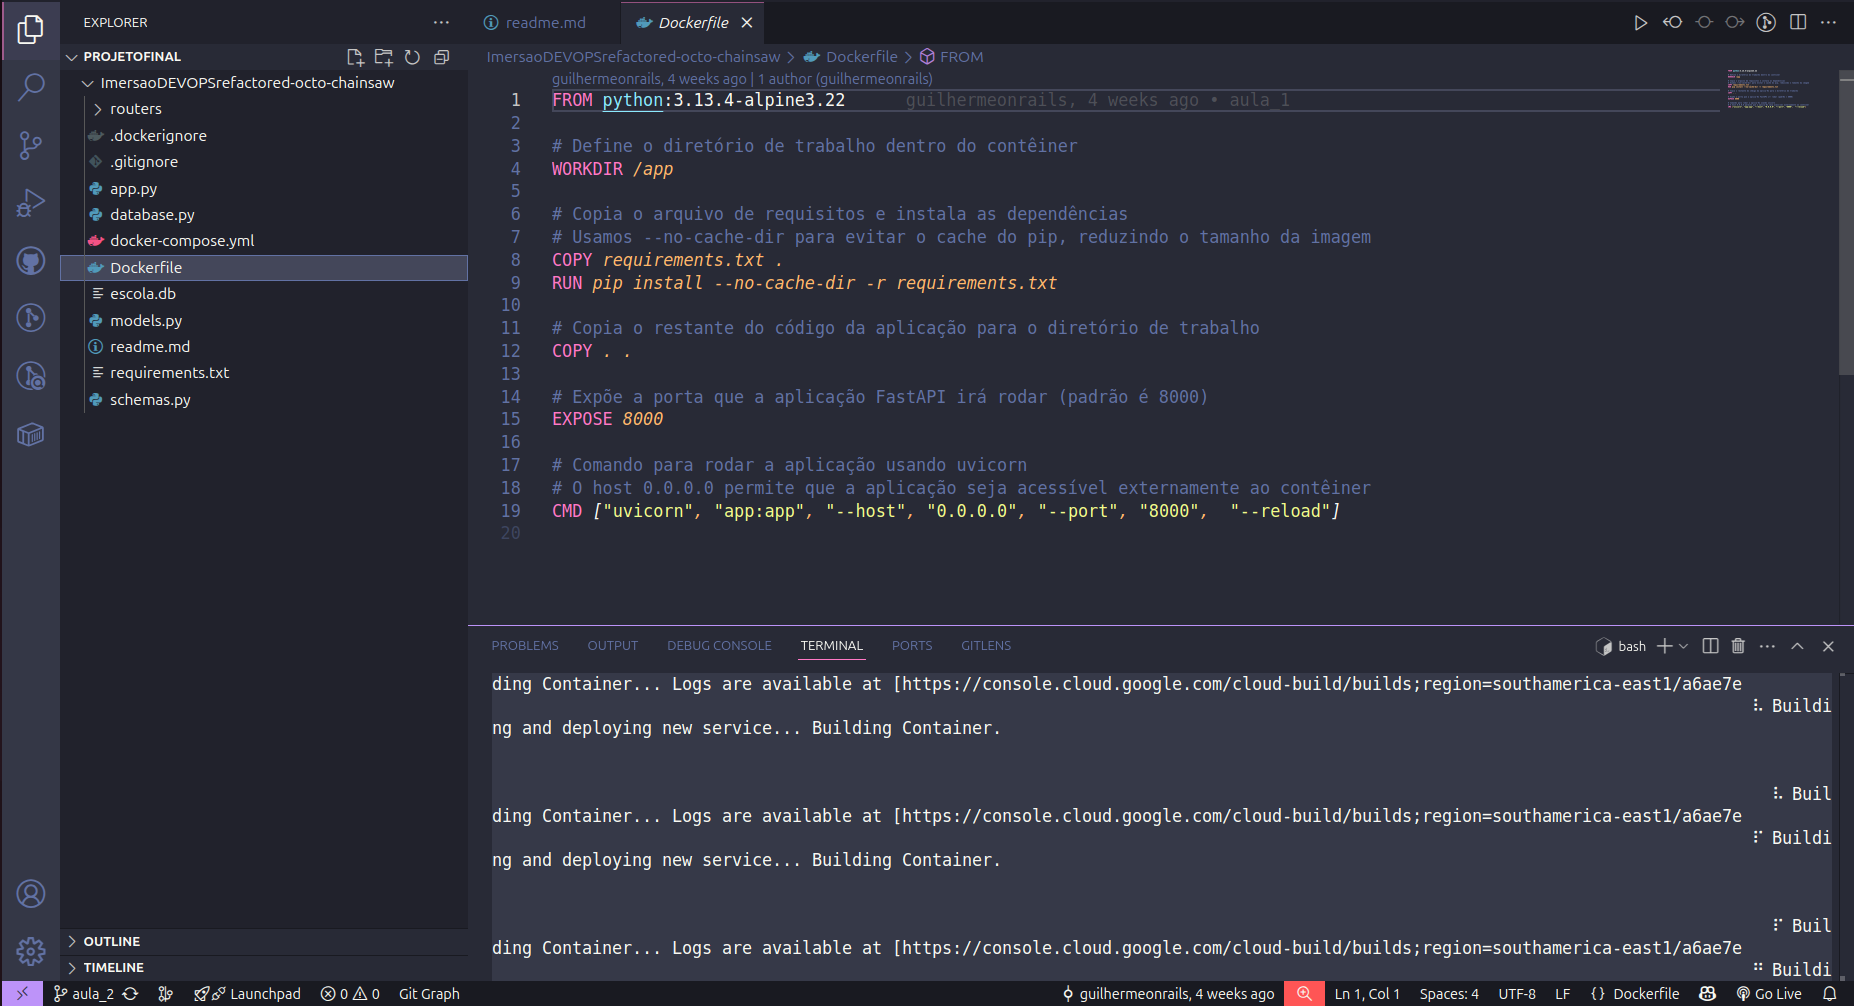 EXPLORER
PROJETOFINAL
ImersaoDEVOPSrefactored-octo-chainsaw
routers
.dockerignore
.gitignore
app.py
database.py
docker-compose.yml
Dockerfile
escola.db
models.py
readme.md
requirements.txt
schemas.py
OUTLINE
TIMELINE
readme.md
Dockerfile
ImersaoDEVOPSrefactored-octo-chainsaw > Dockerfile > FROM
guilhermeonrails, 4 weeks ago | 1 author (guilhermeonrails)
1 FROM python:3.13.4-alpine3.22 guilhermeonrails, 4 weeks ago • aula_1
2
3 # Define o diretório de trabalho dentro do contêiner
4 WORKDIR /app
5
6 # Copia o arquivo de requisitos e instala as dependências
7 # Usamos --no-cache-dir para evitar o cache do pip, reduzindo o tamanho da imagem
8 COPY requirements.txt .
9 RUN pip install --no-cache-dir -r requirements.txt
10
11 # Copia o restante do código da aplicação para o diretório de trabalho
12 COPY . .
13
14 # Expõe a porta que a aplicação FastAPI irá rodar (padrão é 8000)
15 EXPOSE 8000
16
17 # Comando para rodar a aplicação usando uvicorn
18 # O host 0.0.0.0 permite que a aplicação seja acessível externamente ao contêiner
19 CMD ["uvicorn", "app:app", "--host", "0.0.0.0", "--port", "8000",  "--reload"]
20
PROBLEMS OUTPUT DEBUG CONSOLE TERMINAL PORTS GITLENS
bash
ding Container... Logs are available at [https://console.cloud.google.com/cloud-build/builds;region=southamerica-east1/a6ae7e
Buildi
ng and deploying new service... Building Container.
Buil
ding Container... Logs are available at [https://console.cloud.google.com/cloud-build/builds;region=southamerica-east1/a6ae7e
Buildi
ng and deploying new service... Building Container.
Buil
ding Container... Logs are available at [https://console.cloud.google.com/cloud-build/builds;region=southamerica-east1/a6ae7e
Buildi
aula_2 Launchpad 0 0 Git Graph guilhermeonrails, 4 weeks ago Ln 1, Col 1 Spaces: 4 UTF-8 LF {} Dockerfile Go Live